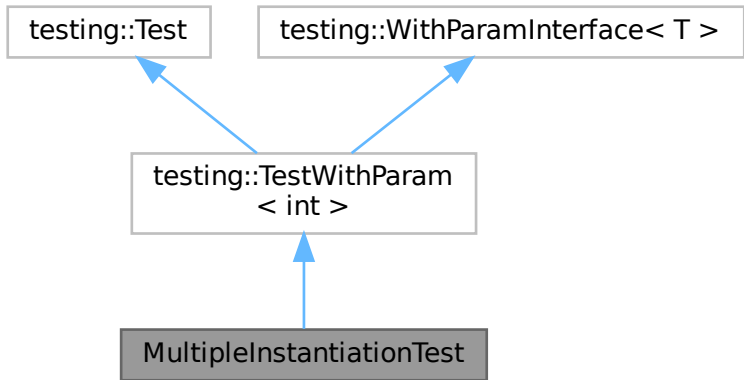 testing::Test
testing::WithParamInterface< T >
testing::TestWithParam
< int >
MultipleInstantiationTest